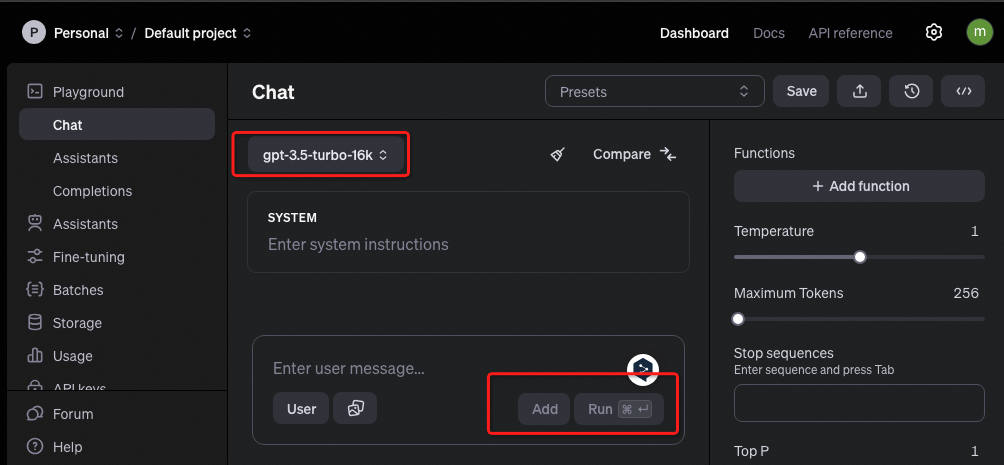 P Personal / Default project Dashboard Docs API reference m
Playground
Chat
Assistants
Completions
Assistants
Fine-tuning
Batches
Storage
Usage
API keys
Forum
Help
Chat Presets Save
gpt-3.5-turbo-16k Compare
SYSTEM
Enter system instructions
Enter user message...
User Add Run ⌘ ↵
Functions
+ Add function
Temperature 1
Maximum Tokens 256
Stop sequences
Enter sequence and press Tab
Top P 1